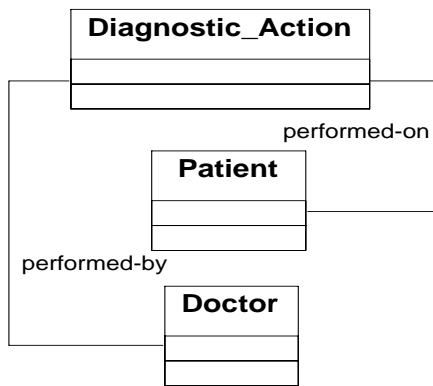 Diagnostic_Action
performed-on
Patient
performed-by
Doctor